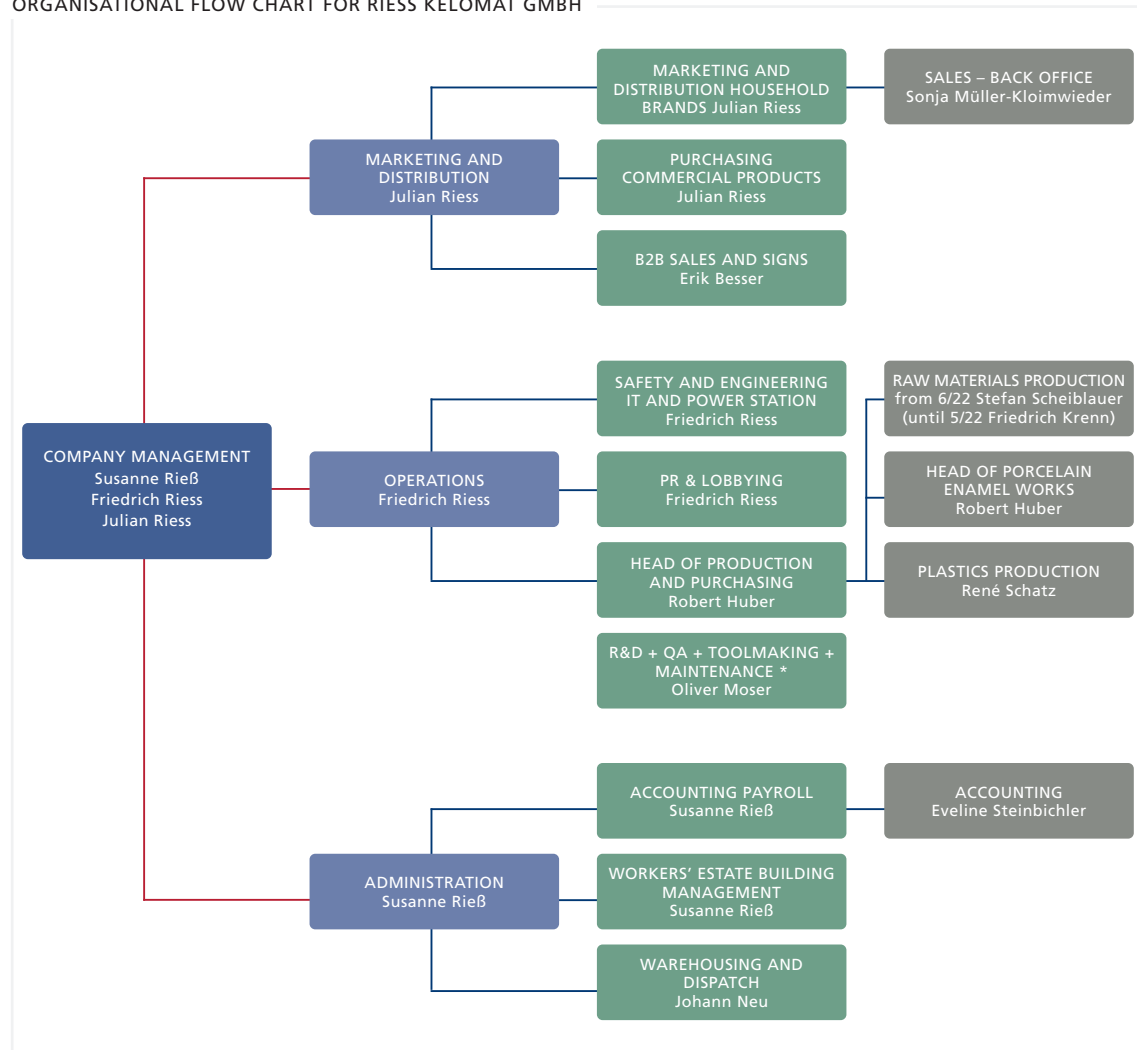 ORGANISATIONAL FLOW CHART FOR RIESS KELOMAT GMBH
MARKETING AND
DISTRIBUTION HOUSEHOLD
BRANDS Julian Riess
SALES – BACK OFFICE
Sonja Müller-Kloimwieder
MARKETING AND
DISTRIBUTION
Julian Riess
PURCHASING
COMMERCIAL PRODUCTS
Julian Riess
B2B SALES AND SIGNS
Erik Besser
COMPANY MANAGEMENT
Susanne Rieß
Friedrich Riess
Julian Riess
SAFETY AND ENGINEERING
IT AND POWER STATION
Friedrich Riess
RAW MATERIALS PRODUCTION
from 6/22 Stefan Scheiblauer
(until 5/22 Friedrich Krenn)
OPERATIONS
Friedrich Riess
PR & LOBBYING
Friedrich Riess
HEAD OF PORCELAIN
ENAMEL WORKS
Robert Huber
HEAD OF PRODUCTION
AND PURCHASING
Robert Huber
PLASTICS PRODUCTION
René Schatz
R&D + QA + TOOLMAKING +
MAINTENANCE *
Oliver Moser
ACCOUNTING PAYROLL
Susanne Rieß
ACCOUNTING
Eveline Steinbichler
ADMINISTRATION
Susanne Rieß
WORKERS’ ESTATE BUILDING
MANAGEMENT
Susanne Rieß
WAREHOUSING AND
DISPATCH
Johann Neu